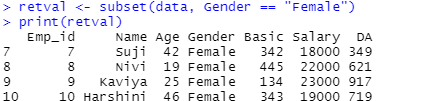 > retval <- subset(data, Gender == "Female")
> print(retval)
   Emp_id     Name Age Gender Basic Salary  DA
7       7     Suji  42 Female   342  18000 349
8       8     Nivi  19 Female   445  22000 621
9       9   Kaviya  25 Female   134  23000 917
10     10 Harshini  46 Female   343  19000 719